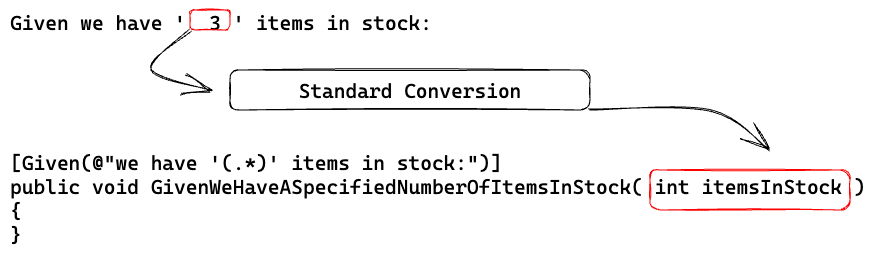 Given we have ' 3 ' items in stock:
Standard Conversion
[Given(@"we have '(.*)' items in stock:")]
public void GivenWeHaveASpecifiedNumberOfItemsInStock( int itemsInStock )
{
}